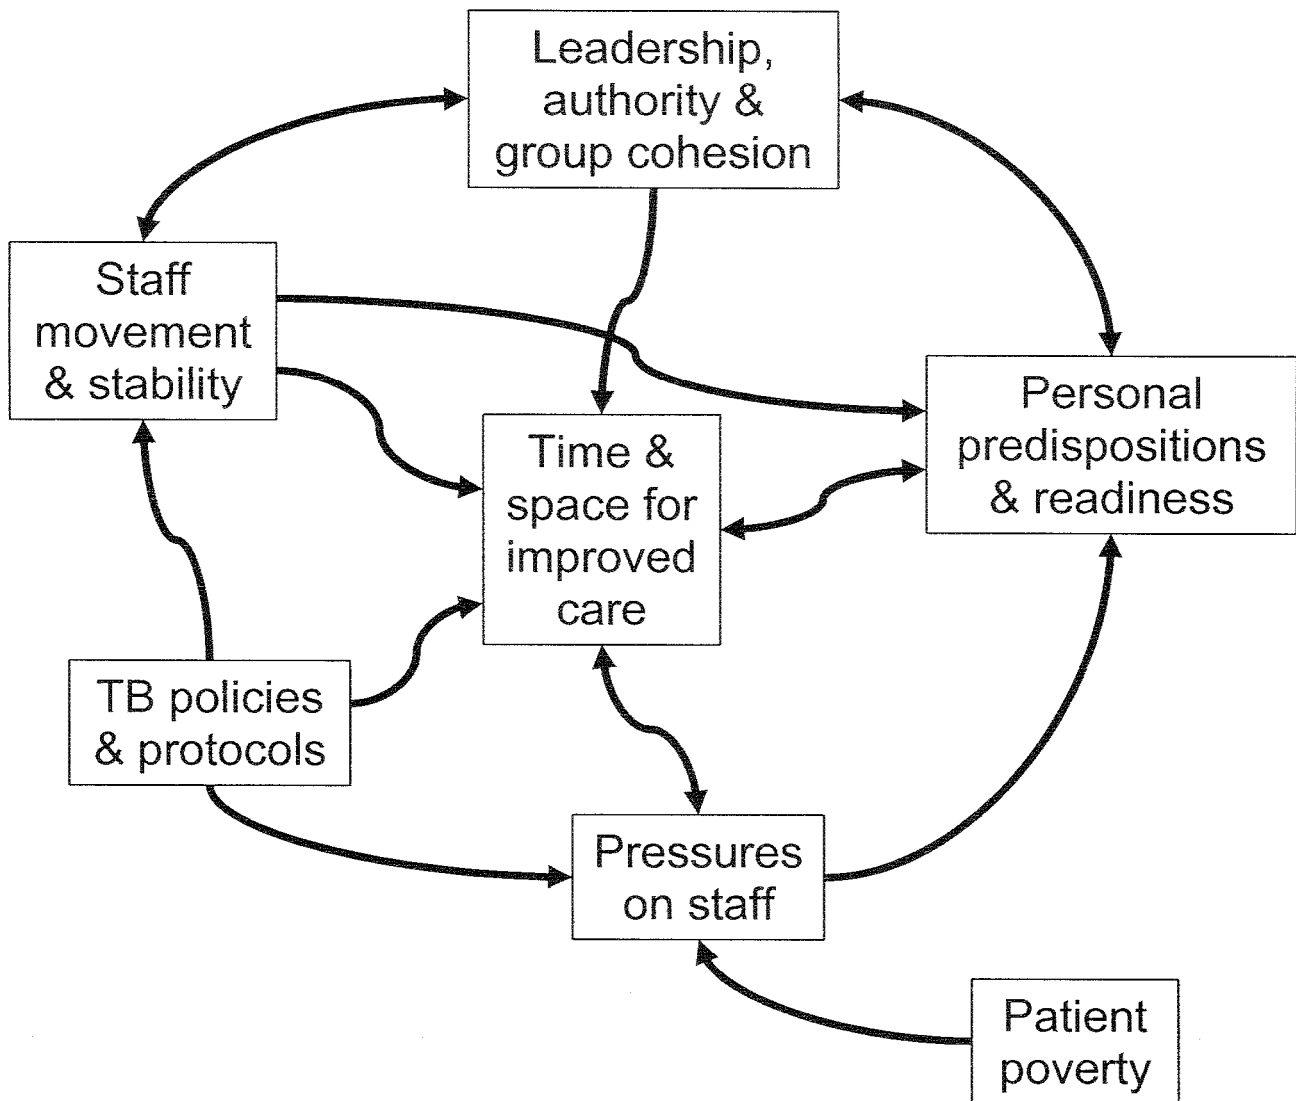 Leadership,
authority &
group cohesion
Staff
movement
& stability
Personal
predispositions
& readiness
Time &
space for
improved
care
TB policies
& protocols
Pressures
on staff
Patient
poverty